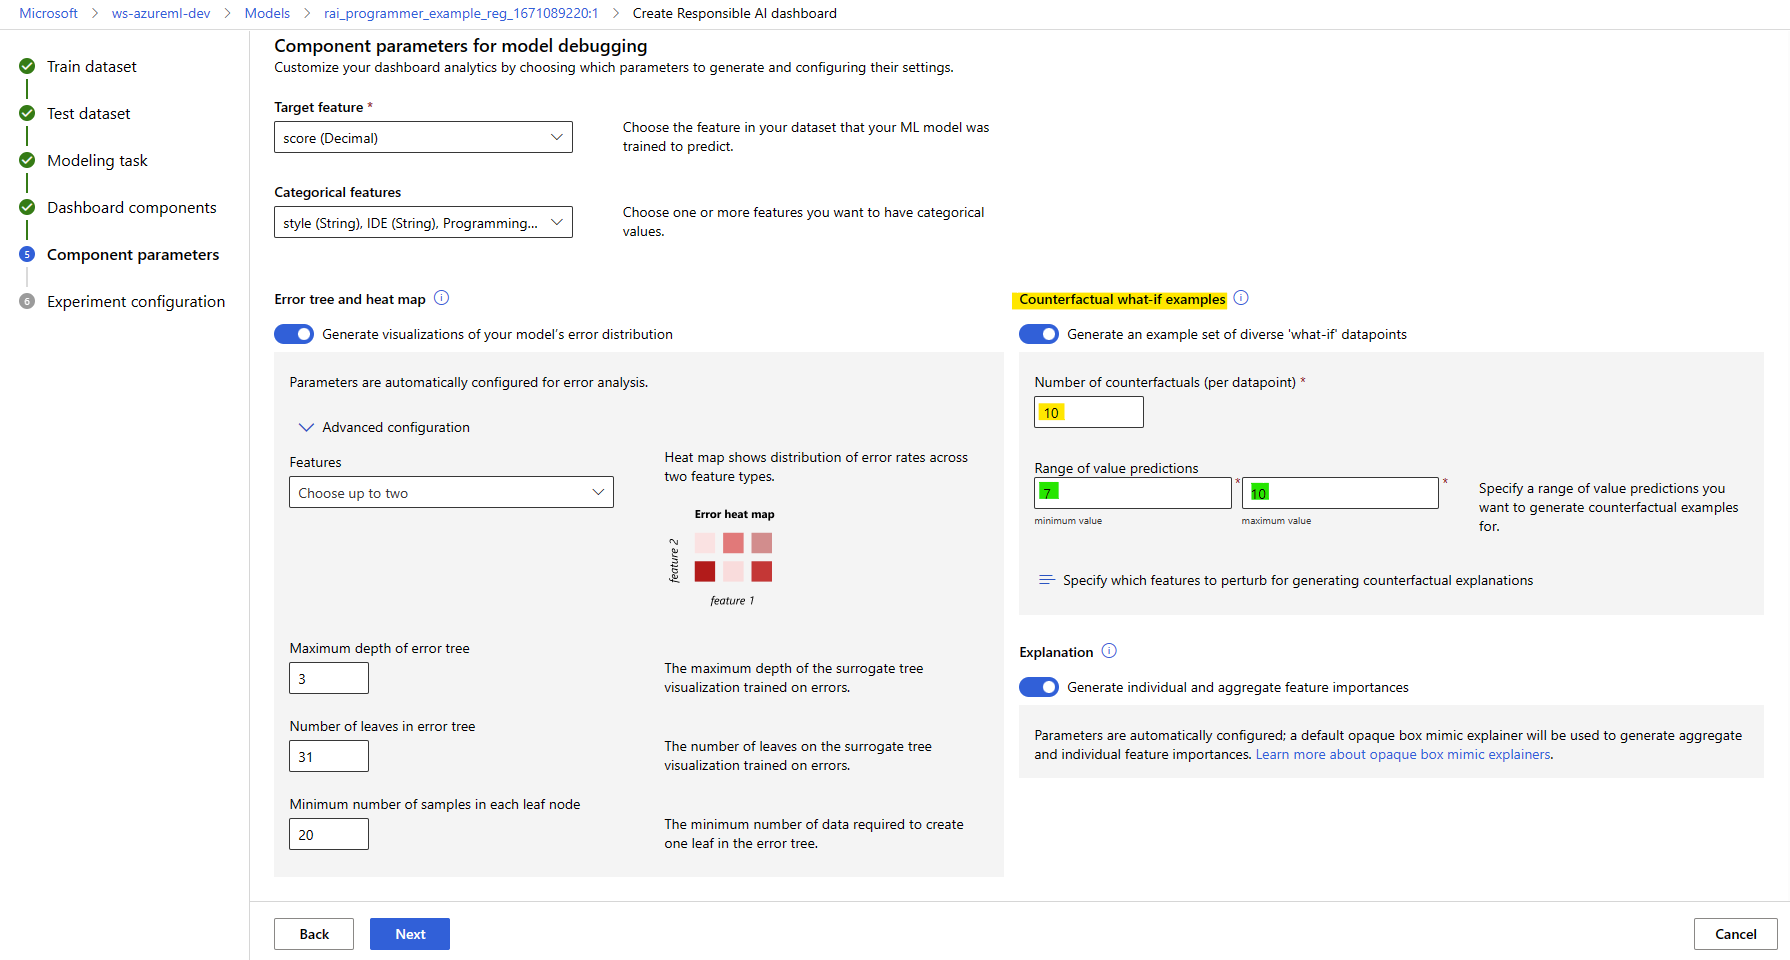 Microsoft > ws-azureml-dev > Models > rai_programmer_example_reg_1671089220:1 > Create Responsible AI dashboard
Train dataset
Test dataset
Modeling task
Dashboard components
5 Component parameters
6 Experiment configuration
Component parameters for model debugging
Customize your dashboard analytics by choosing which parameters to generate and configuring their settings.
Target feature *
score (Decimal)
Choose the feature in your dataset that your ML model was
trained to predict.
Categorical features
style (String), IDE (String), Programming...
Choose one or more features you want to have categorical
values.
Error tree and heat map
Generate visualizations of your model's error distribution
Parameters are automatically configured for error analysis.
Advanced configuration
Features
Choose up to two
Heat map shows distribution of error rates across
two feature types.
Error heat map
feature 2
feature 1
Maximum depth of error tree
3
The maximum depth of the surrogate tree
visualization trained on errors.
Number of leaves in error tree
31
The number of leaves on the surrogate tree
visualization trained on errors.
Minimum number of samples in each leaf node
20
The minimum number of data required to create
one leaf in the error tree.
Counterfactual what-if examples
Generate an example set of diverse 'what-if' datapoints
Number of counterfactuals (per datapoint) *
10
Range of value predictions
7 * 10 *
minimum value maximum value
Specify a range of value predictions you
want to generate counterfactual examples
for.
Specify which features to perturb for generating counterfactual explanations
Explanation
Generate individual and aggregate feature importances
Parameters are automatically configured; a default opaque box mimic explainer will be used to generate aggregate
and individual feature importances. Learn more about opaque box mimic explainers.
Back
Next
Cancel